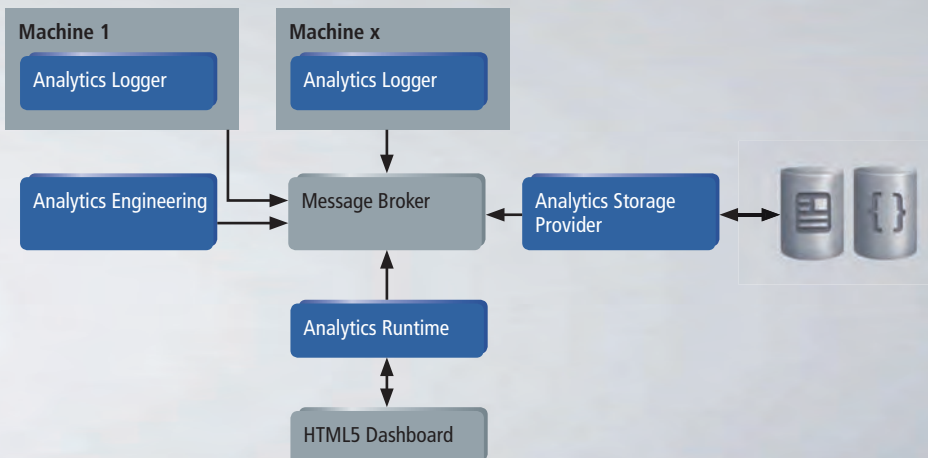 Machine 1
Machine x
Analytics Logger
Analytics Logger
Analytics Engineering
Message Broker
Analytics Storage
Provider
{ }
Analytics Runtime
HTML5 Dashboard